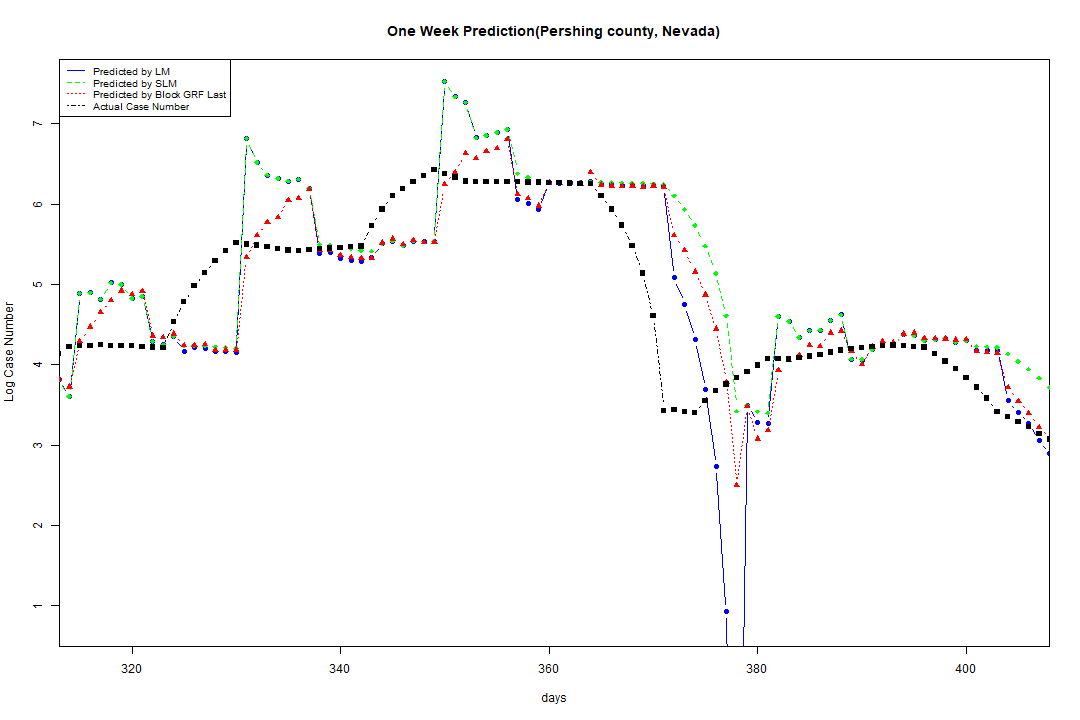 One Week Prediction(Pershing county, Nevada)
Predicted by LM
Predicted by SLM
Predicted by Block GRF Last
Actual Case Number
Log Case Number
7
6
5
4
3
2
1
320
340
360
380
400
days